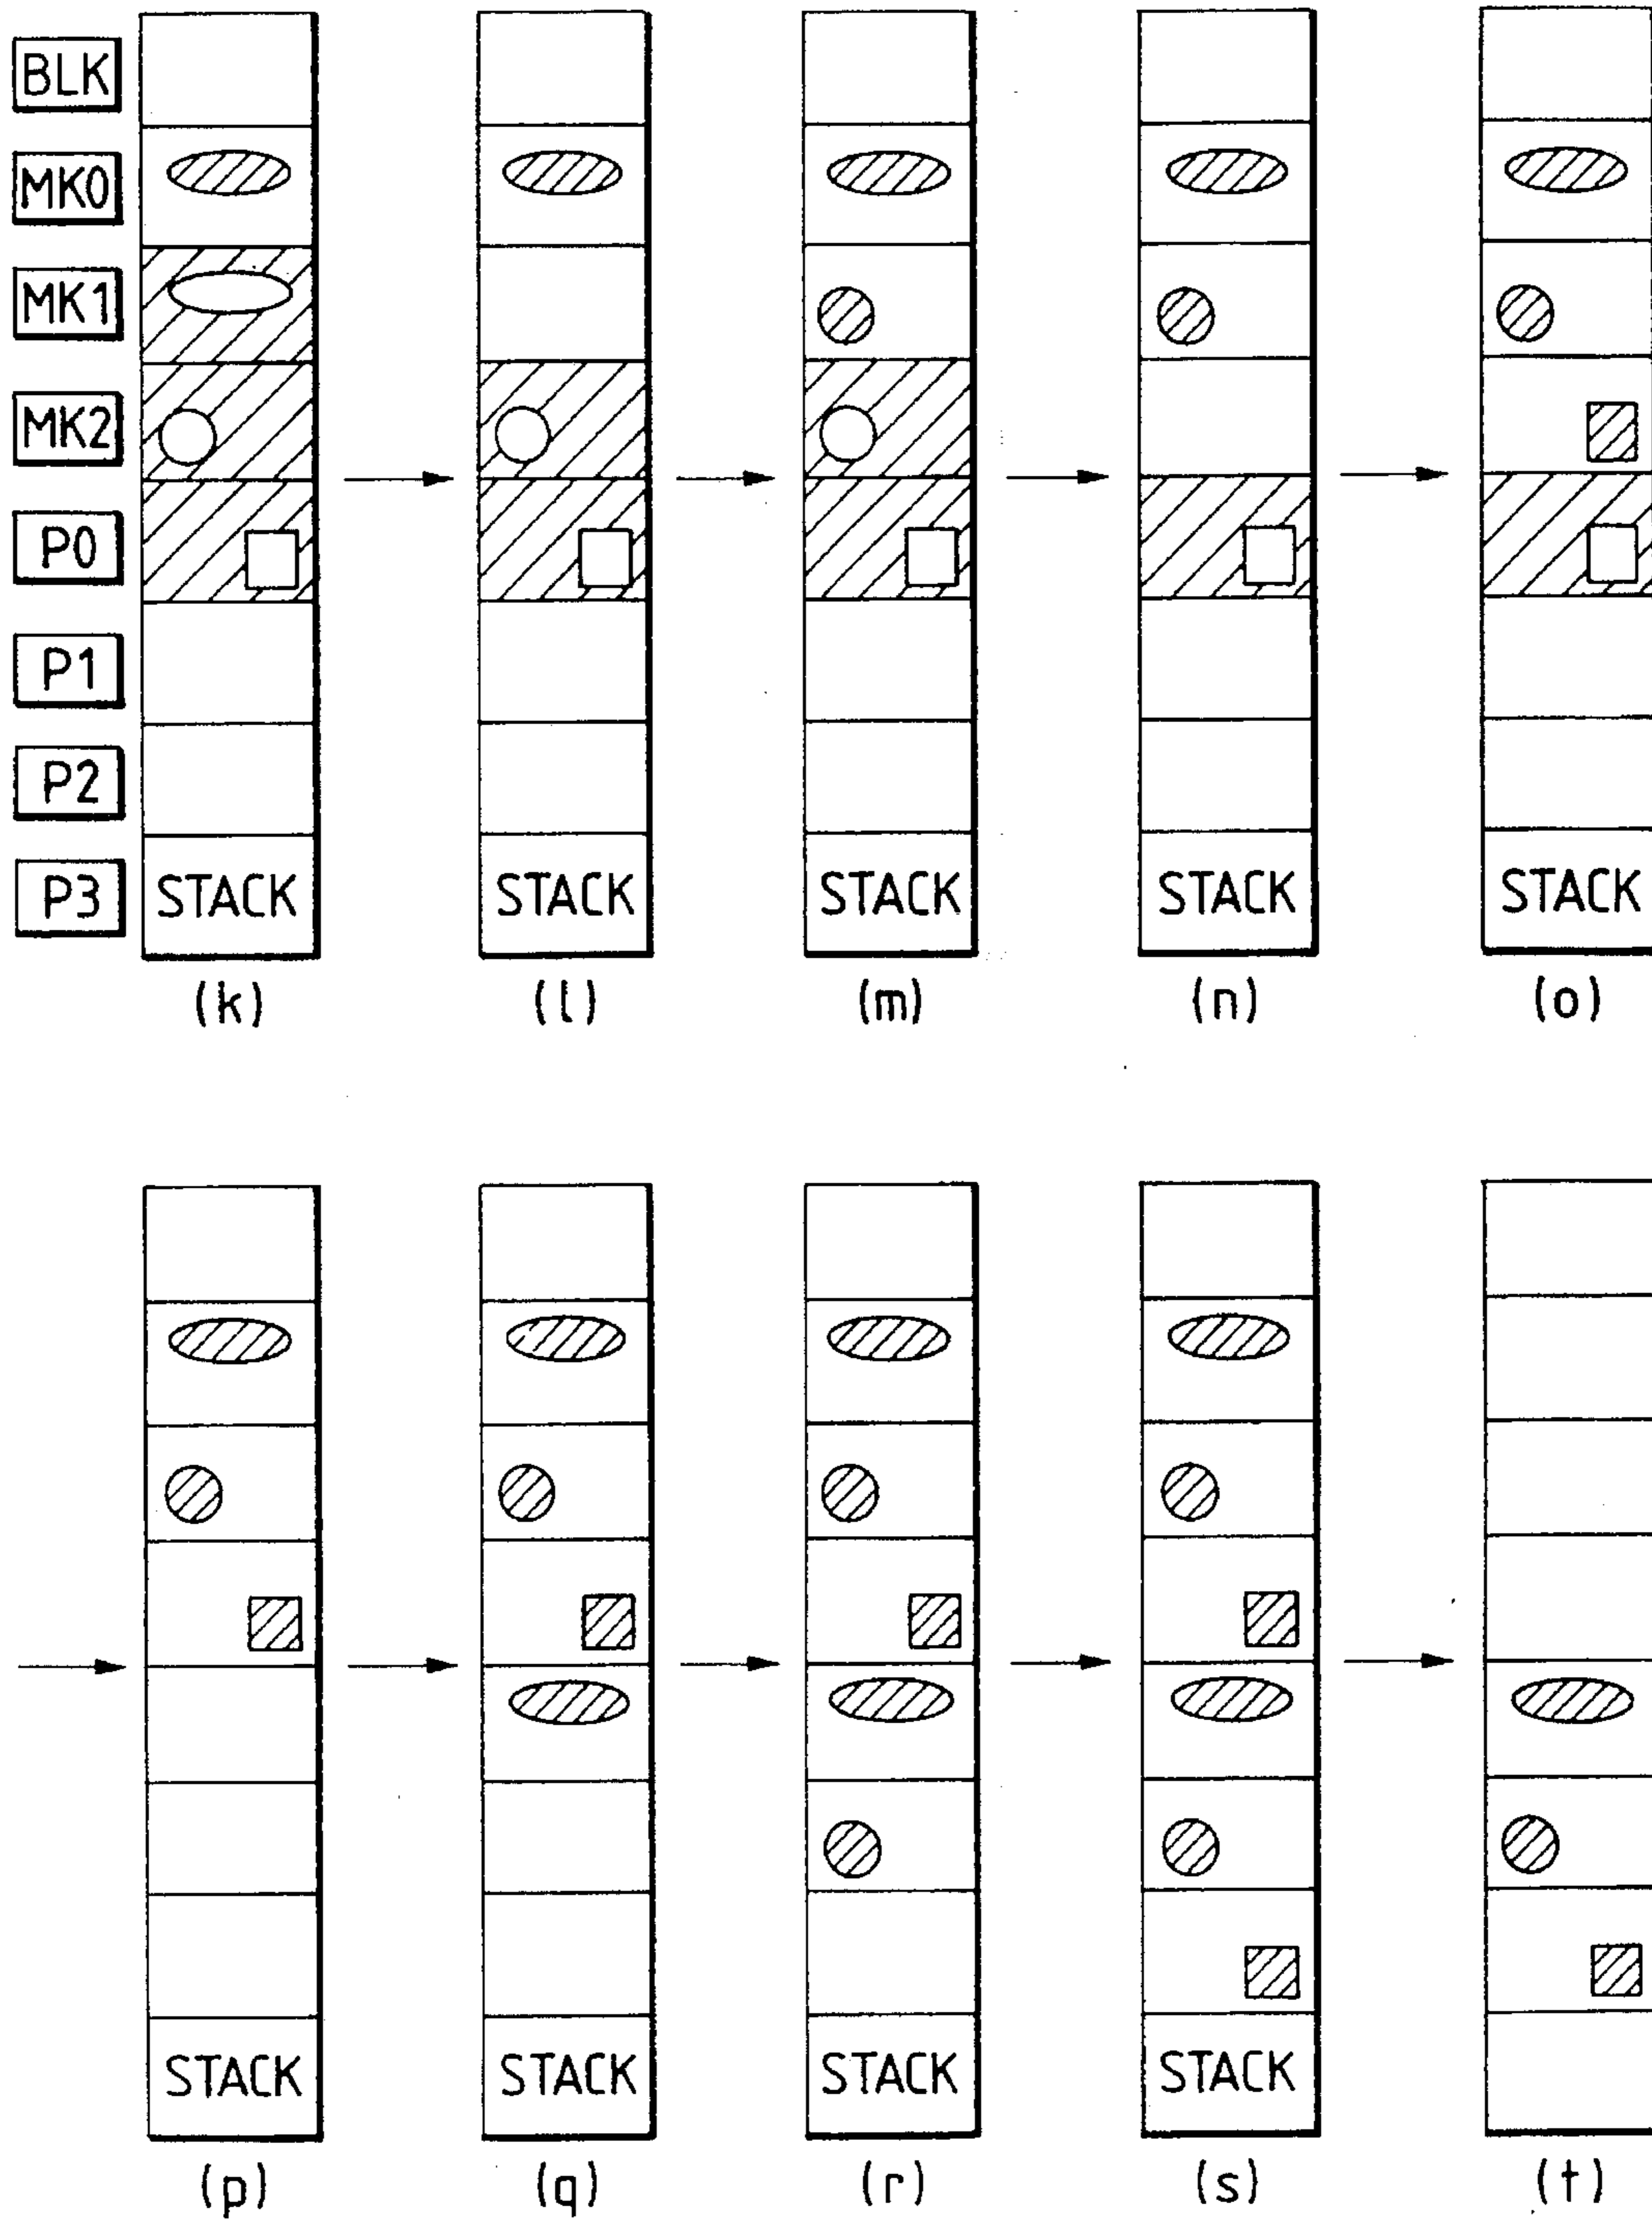 BLK
MK0
MK1
MK2
P0
P1
P2
P3
STACK STACK STACK STACK STACK
(k) (l) (m) (n) (o)
STACK STACK STACK STACK
(p) (q) (r) (s) (t)